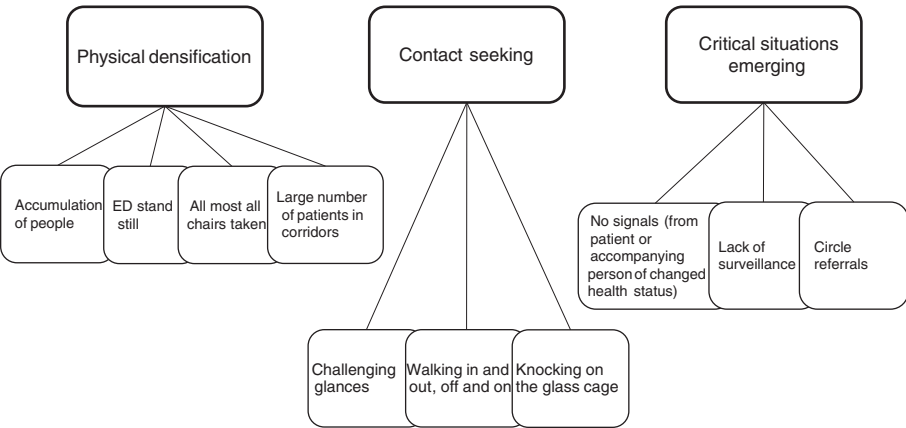 Physical densification
Contact seeking
Critical situations
emerging
Accumulation
of people
ED stand
still
All most all
chairs taken
Large number
of patients in
corridors
No signals (from
patient or
accompanying
person of changed
health status)
Lack of
surveillance
Circle
referrals
Challenging
glances
Walking in and
out, off and on
Knocking on
the glass cage